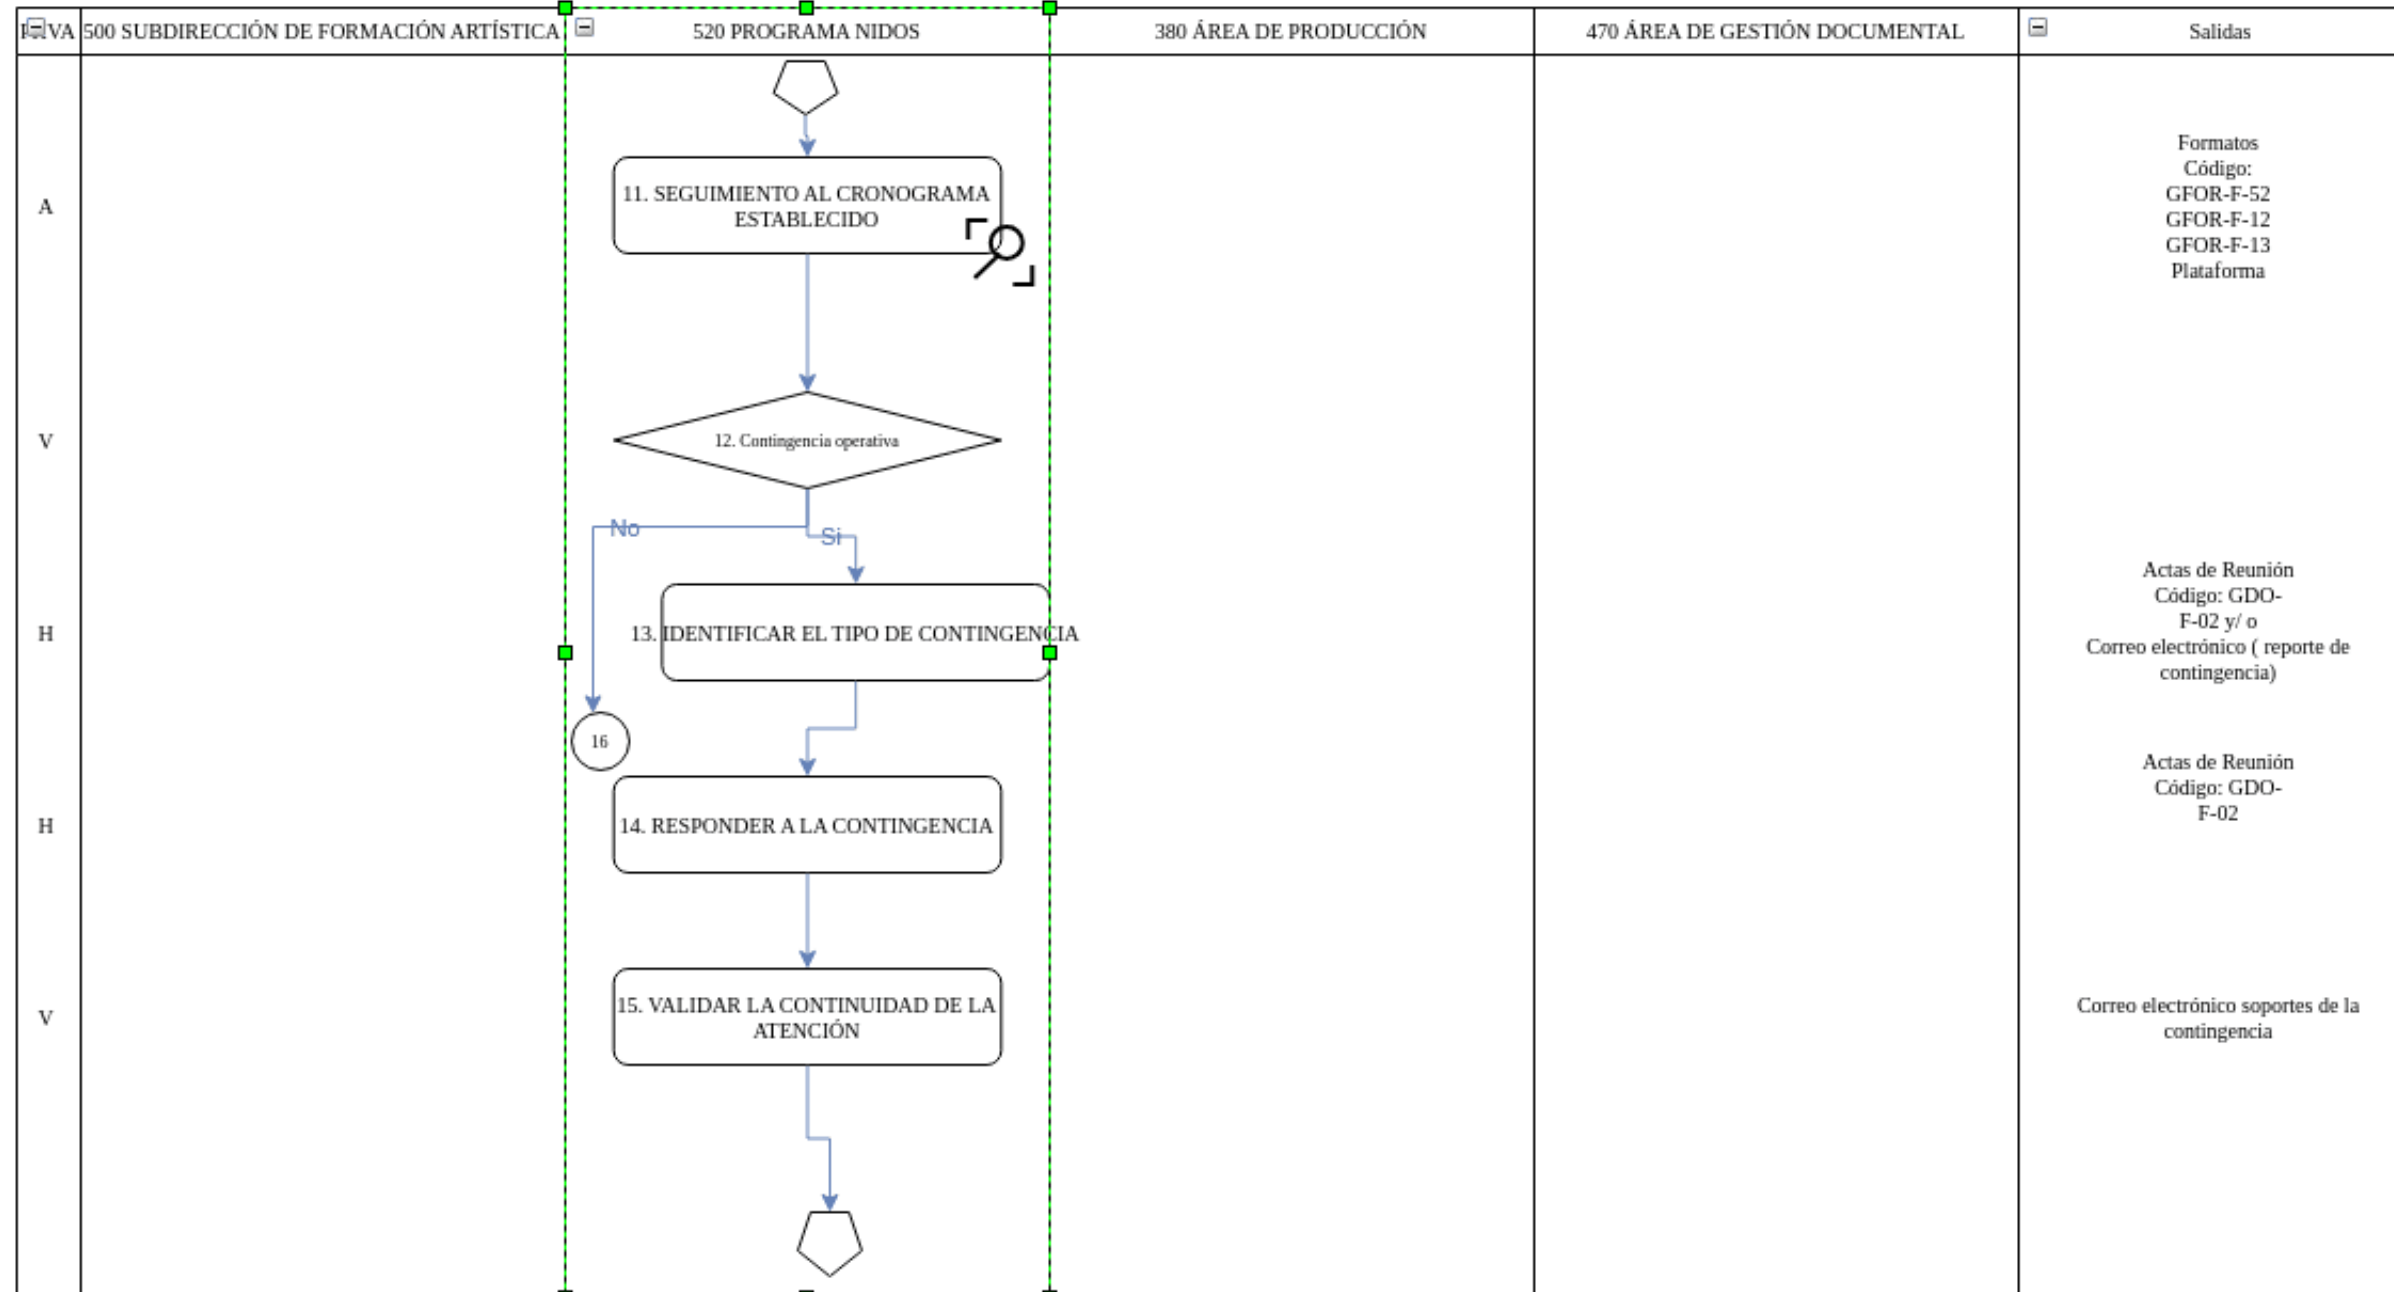 500 SUBDIRECCIÓN DE FORMACIÓN ARTÍSTICA
520 PROGRAMA NIDOS
380 ÁREA DE PRODUCCIÓN
470 ÁREA DE GESTIÓN DOCUMENTAL
Salidas
A
11. SEGUIMIENTO AL CRONOGRAMA
ESTABLECIDO
Formatos
Código:
GFOR-F-52
GFOR-F-12
GFOR-F-13
Plataforma
V
12. Contingencia operativa
No
Si
H
13. IDENTIFICAR EL TIPO DE CONTINGENCIA
Actas de Reunión
Código: GDO-
F-02 y/ o
Correo electrónico ( reporte de
contingencia)
16
H
14. RESPONDER A LA CONTINGENCIA
Actas de Reunión
Código: GDO-
F-02
V
15. VALIDAR LA CONTINUIDAD DE LA
ATENCIÓN
Correo electrónico soportes de la
contingencia